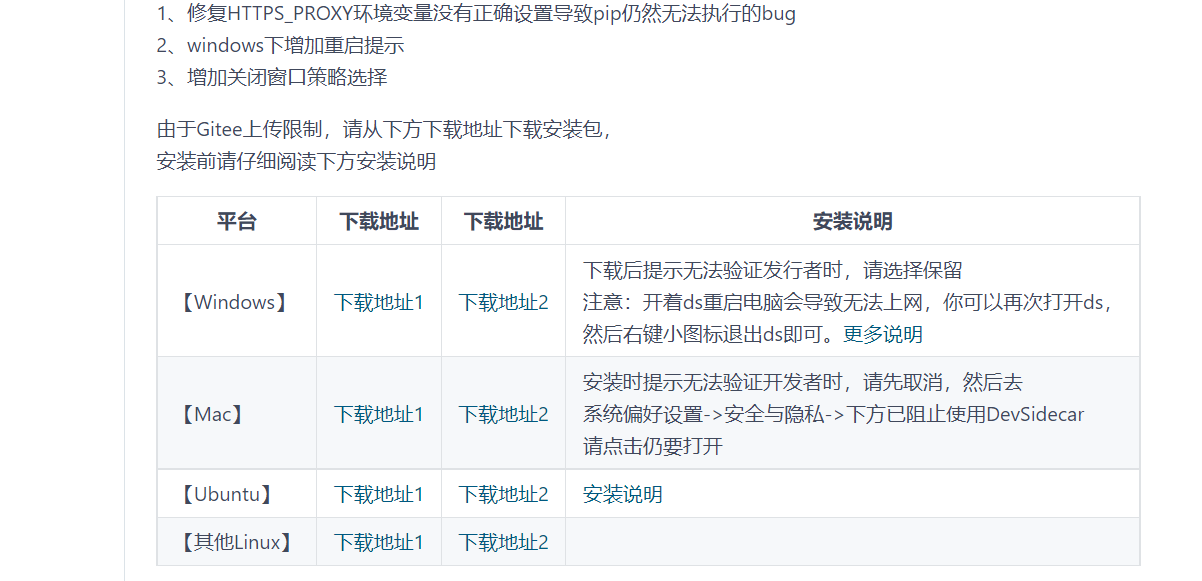 1、修复HTTPS_PROXY环境变量没有正确设置导致pip仍然无法执行的bug
2、windows下增加重启提示
3、增加关闭窗口策略选择
由于Gitee上传限制，请从下方下载地址下载安装包，
安装前请仔细阅读下方安装说明
平台 下载地址 下载地址 安装说明
【Windows】 下载地址1 下载地址2
下载后提示无法验证发行者时，请选择保留
注意：开着ds重启电脑会导致无法上网，你可以再次打开ds，
然后右键小图标退出ds即可。更多说明
【Mac】 下载地址1 下载地址2
安装时提示无法验证开发者时，请先取消，然后去
系统偏好设置->安全与隐私->下方已阻止使用DevSidecar
请点击仍要打开
【Ubuntu】 下载地址1 下载地址2 安装说明
【其他Linux】 下载地址1 下载地址2